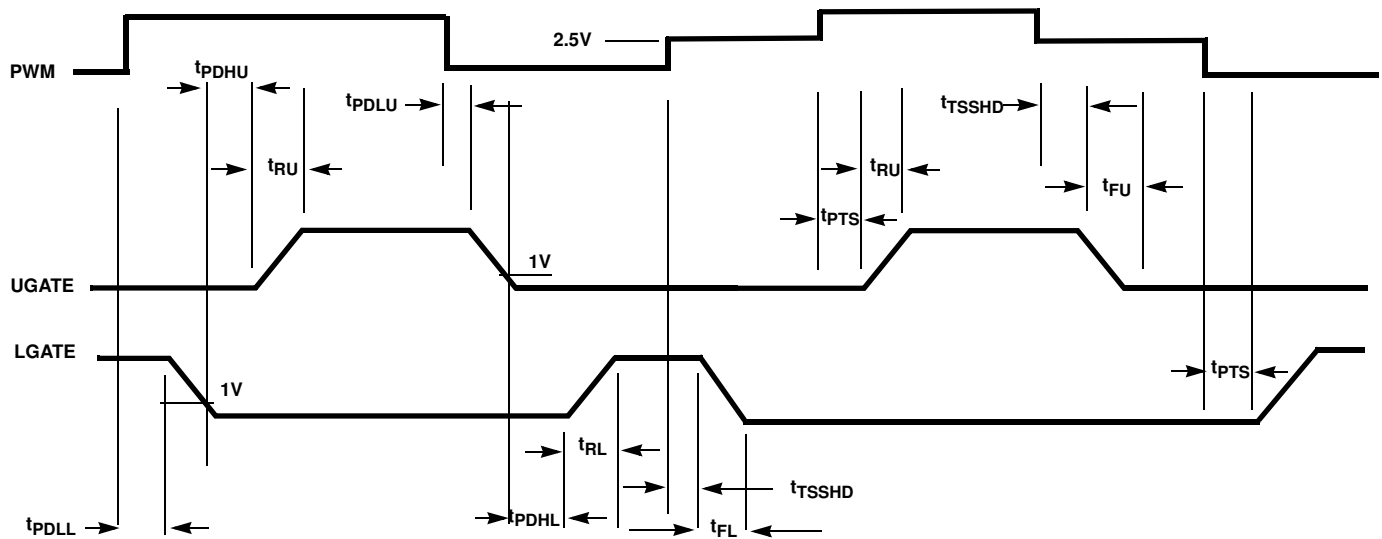 2.5V
PWM
tPDHU
tPDLU
tTSSHD
tRU
tRU
tFU
tPTS
1V
UGATE
LGATE
tPTS
1V
tRL
tTSSHD
tPDLL
tPDHL
tFL